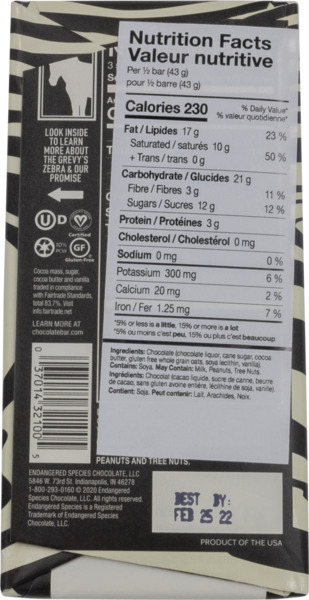 Nutrition Facts
Valeur nutritive
Per ½ bar (43 g)
pour ½ barre (43 g)
Calories 230
% Daily Value*
% valeur quotidienne*
Fat / Lipides 17 g 23 %
Saturated / saturés 10 g
+ Trans / trans 0 g 50 %
Carbohydrate / Glucides 21 g
Fibre / Fibres 3 g 11 %
Sugars / Sucres 12 g 12 %
Protein / Protéines 3 g
Cholesterol / Cholestérol 0 mg
Sodium 0 mg 0 %
Potassium 300 mg 6 %
Calcium 20 mg 2 %
Iron / Fer 1.25 mg 7 %
*5% or less is a little, 15% or more is a lot
*5% ou moins c'est peu, 15% ou plus c'est beaucoup
Ingredients: Chocolate (chocolate liquor, cane sugar, cocoa
butter, gluten free whole grain oats, soya lecithin, vanilla).
Contains: Soya. May Contain: Milk, Peanuts, Tree Nuts.
Ingrédients: Chocolat (cacao liquide, sucre de canne, beurre
de cacao, sans gluten avoine entière, lécithine de soja, vanille).
Contient: Soja. Peut contenir: Lait, Arachides, Noix.
LOOK INSIDE
TO LEARN
MORE ABOUT
THE GREVY'S
ZEBRA & OUR
PROMISE
U D
Certified
GF
Gluten-Free
Cocoa mass, sugar,
cocoa butter and vanilla
traded in compliance
with Fairtrade Standards,
total 83.7%. Visit
info.fairtrade.net
LEARN MORE AT
chocolatebar.com
0 37014 32100 5
PEANUTS AND TREE NUTS.
ENDANGERED SPECIES CHOCOLATE, LLC
5846 W. 73rd St. Indianapolis, IN 46278
1-800-293-0160 © 2020 Endangered
Species Chocolate, LLC. All rights reserved.
Endangered Species is a Registered
Trademark of Endangered Species
Chocolate, LLC.
BEST BY:
FEB 25 22
PRODUCT OF THE USA